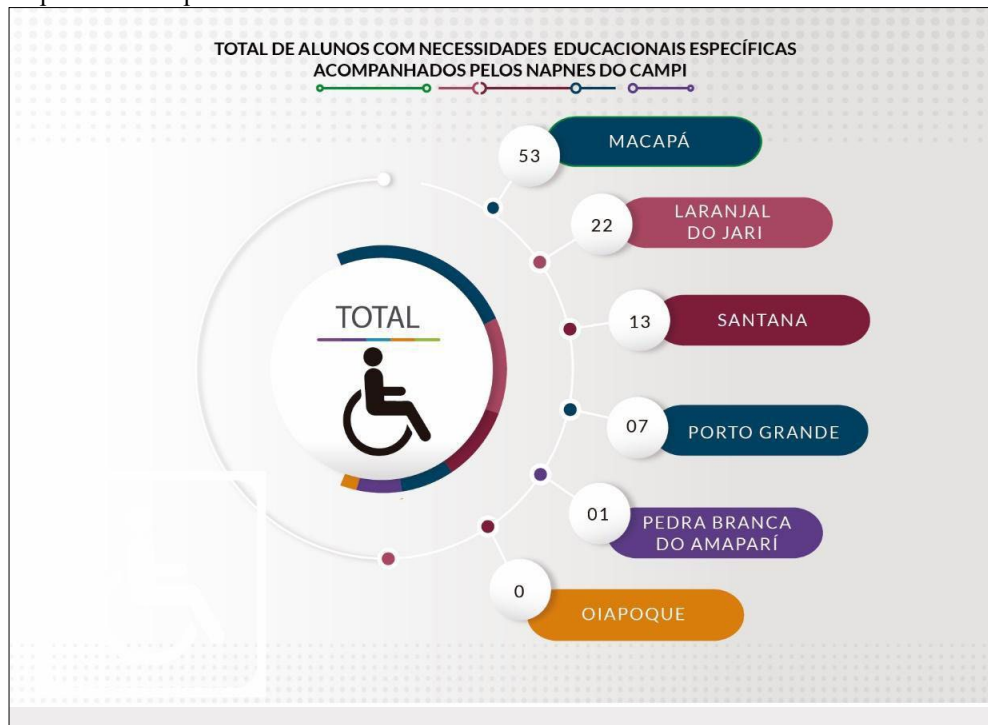 TOTAL DE ALUNOS COM NECESSIDADES EDUCACIONAIS ESPECÍFICAS
ACOMPANHADOS PELOS NAPNES DO CAMPI
53
MACAPÁ
22
LARANJAL
DO JARI
TOTAL
13
SANTANA
07
PORTO GRANDE
01
PEDRA BRANCA
DO AMAPARÍ
0
OIAPOQUE